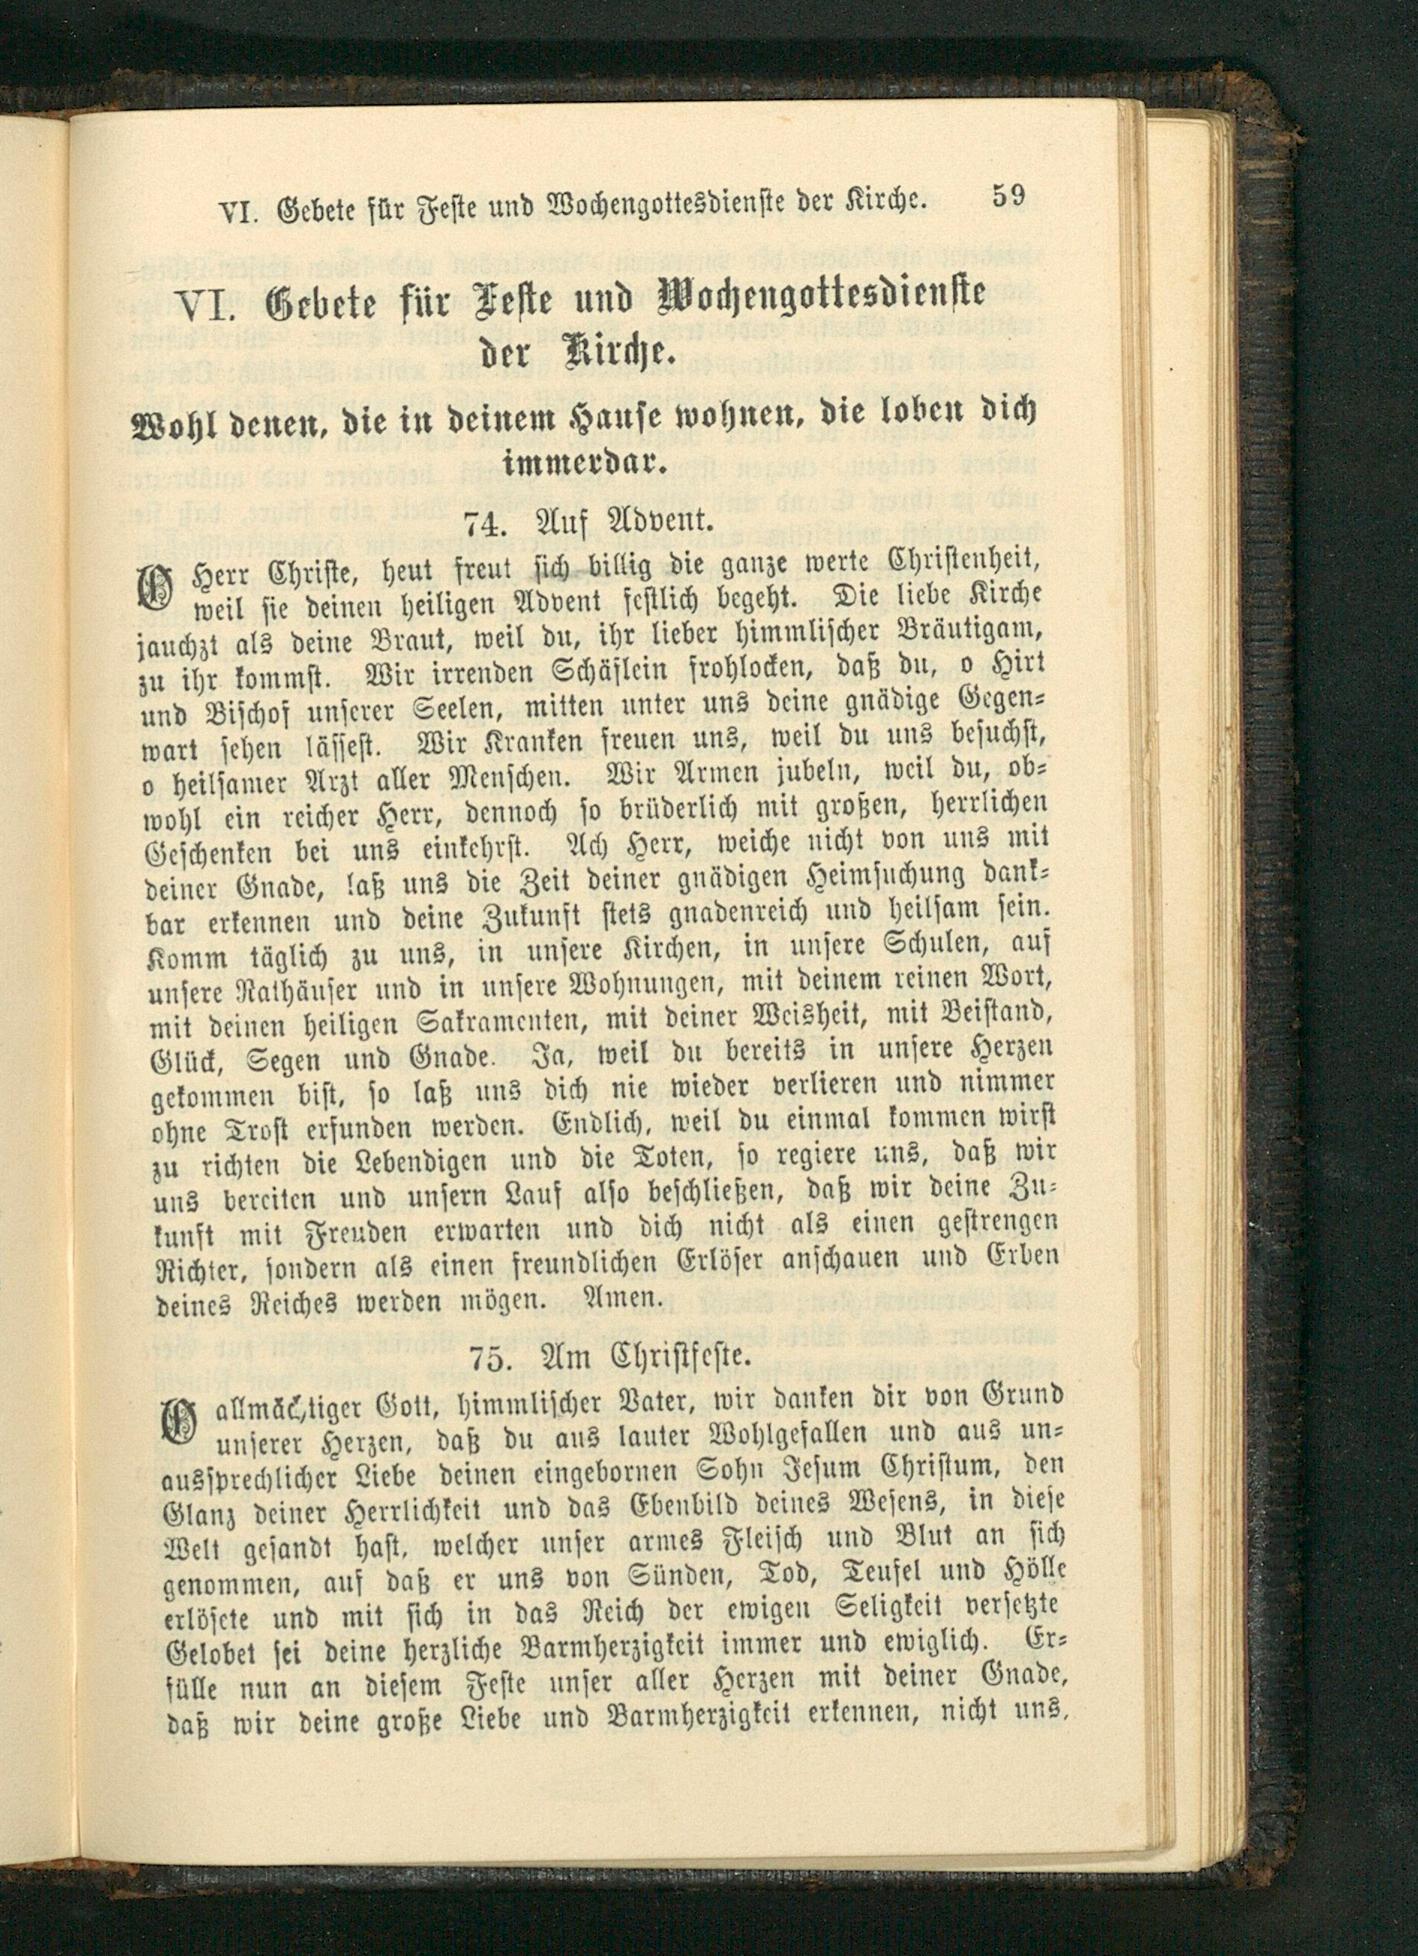 VI. Gebete für Feste und Wochengottesdienste der Kirche. 59
VI. Gebete für Feste und Wochengottesdienste
der Kirche.
Wohl denen, die in deinem Hause wohnen, die loben dich
immerdar.
74. Auf Advent.
O Herr Christe, heut freut sich billig die ganze werte Christenheit,
weil sie deinen heiligen Advent festlich begeht. Die liebe Kirche
jauchzt als deine Braut, weil du, ihr lieber himmlischer Bräutigam,
zu ihr kommst. Wir irrenden Schäflein frohlocken, daß du, o Hirt
und Bischof unserer Seelen, mitten unter uns deine gnädige Gegen-
wart sehen lässest. Wir Kranken freuen uns, weil du uns besuchst,
o heilsamer Arzt aller Menschen. Wir Armen jubeln, weil du, ob-
wohl ein reicher Herr, dennoch so brüderlich mit großen, herrlichen
Geschenken bei uns einkehrst. Ach Herr, weiche nicht von uns mit
deiner Gnade, laß uns die Zeit deiner gnädigen Heimsuchung dank-
bar erkennen und deine Zukunft stets gnadenreich und heilsam sein.
Komm täglich zu uns, in unsere Kirchen, in unsere Schulen, auf
unsere Rathäuser und in unsere Wohnungen, mit deinem reinen Wort,
mit deinen heiligen Sakramenten, mit deiner Weisheit, mit Beistand,
Glück, Segen und Gnade. Ja, weil du bereits in unsere Herzen
gekommen bist, so laß uns dich nie wieder verlieren und nimmer
ohne Trost erfunden werden. Endlich, weil du einmal kommen wirst
zu richten die Lebendigen und die Toten, so regiere uns, daß wir
uns bereiten und unsern Lauf also beschließen, daß wir deine Zu-
kunft mit Freuden erwarten und dich nicht als einen gestrengen
Richter, sondern als einen freundlichen Erlöser anschauen und Erben
deines Reiches werden mögen. Amen.
75. Am Christfeste.
O allmächtiger Gott, himmlischer Vater, wir danken dir von Grund
unserer Herzen, daß du aus lauter Wohlgefallen und aus un-
aussprechlicher Liebe deinen eingebornen Sohn Jesum Christum, den
Glanz deiner Herrlichkeit und das Ebenbild deines Wesens, in diese
Welt gesandt hast, welcher unser armes Fleisch und Blut an sich
genommen, auf daß er uns von Sünden, Tod, Teufel und Hölle
erlösete und mit sich in das Reich der ewigen Seligkeit versetzte
Gelobet sei deine herzliche Barmherzigkeit immer und ewiglich. Er-
fülle nun an diesem Feste unser aller Herzen mit deiner Gnade,
daß wir deine große Liebe und Barmherzigkeit erkennen, nicht uns,